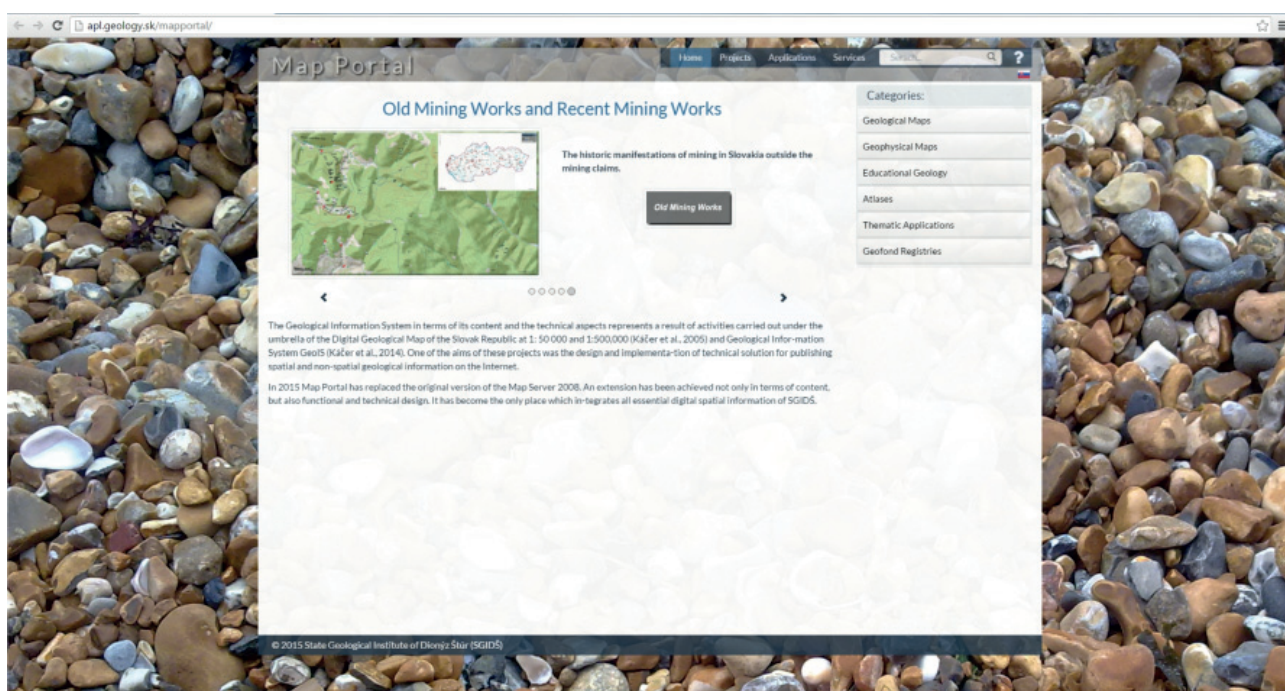 apl.geology.sk/mapportal/
Map Portal
Home Projects Applications Services Search... ?
Old Mining Works and Recent Mining Works
The historic manifestations of mining in Slovakia outside the
mining claims.
Old Mining Works
Categories:
Geological Maps
Geophysical Maps
Educational Geology
Atlases
Thematic Applications
Geofond Registries
The Geological Information System in terms of its content and the technical aspects represents a result of activities carried out under the
umbrella of the Digital Geological Map of the Slovak Republic at 1: 50 000 and 1:500,000 (Káčer et al., 2005) and Geological Infor-mation
System GeoIS (Káčer et al., 2014). One of the aims of these projects was the design and implementa-tion of technical solution for publishing
spatial and non-spatial geological information on the Internet.
In 2015 Map Portal has replaced the original version of the Map Server 2008. An extension has been achieved not only in terms of content,
but also functional and technical design. It has become the only place which in-tegrates all essential digital spatial information of SGIDŠ.
© 2015 State Geological Institute of Dionýz Štúr (SGIDŠ)